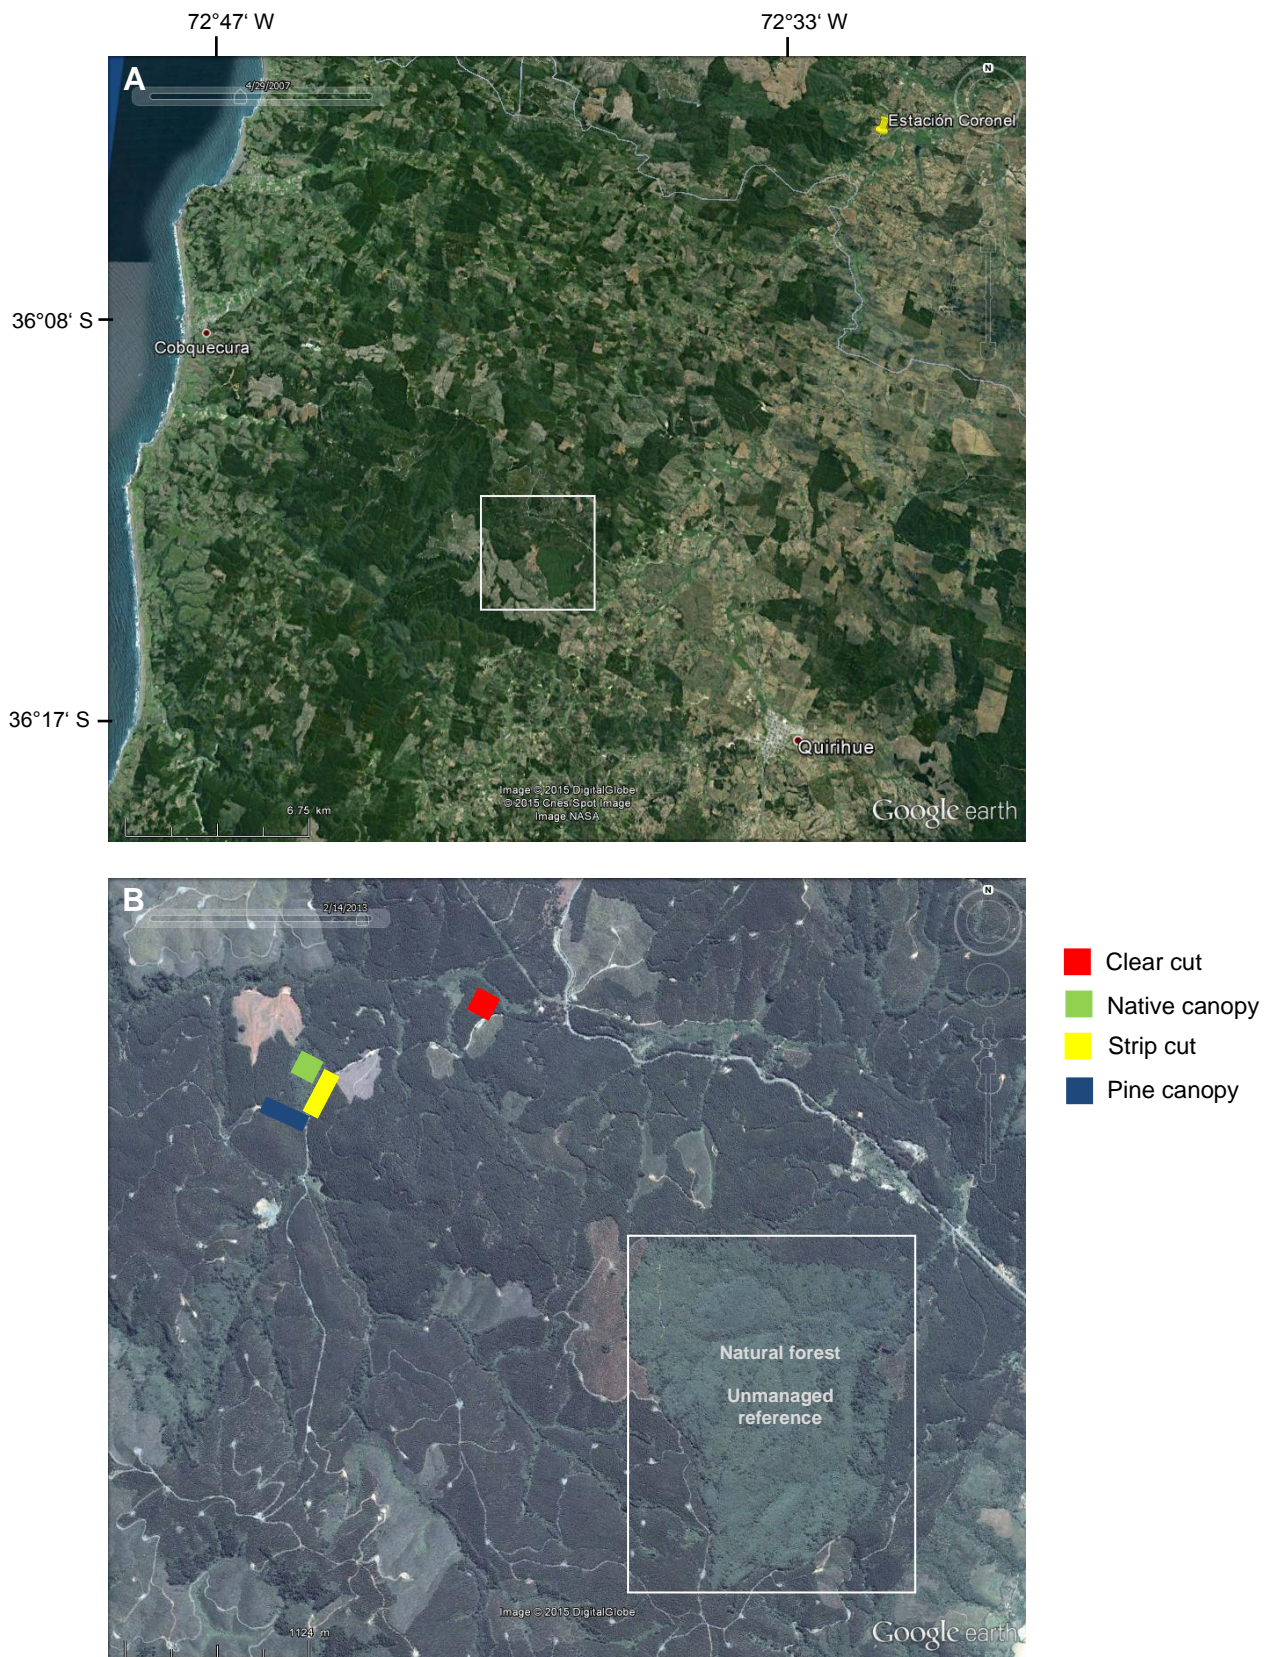 72°47‘ W
72°33‘ W
A
4/29/2007
N
Estación Coronel
36°08‘ S
Cobquecura
36°17‘ S
Quirihue
Image © 2015 DigitalGlobe
© 2015 Cnes/Spot Image
Image NASA
6.75 km
Google earth
B
2/14/2013
N
Clear cut
Native canopy
Strip cut
Pine canopy
Natural forest
Unmanaged
reference
Image © 2015 DigitalGlobe
1124 m
Google earth